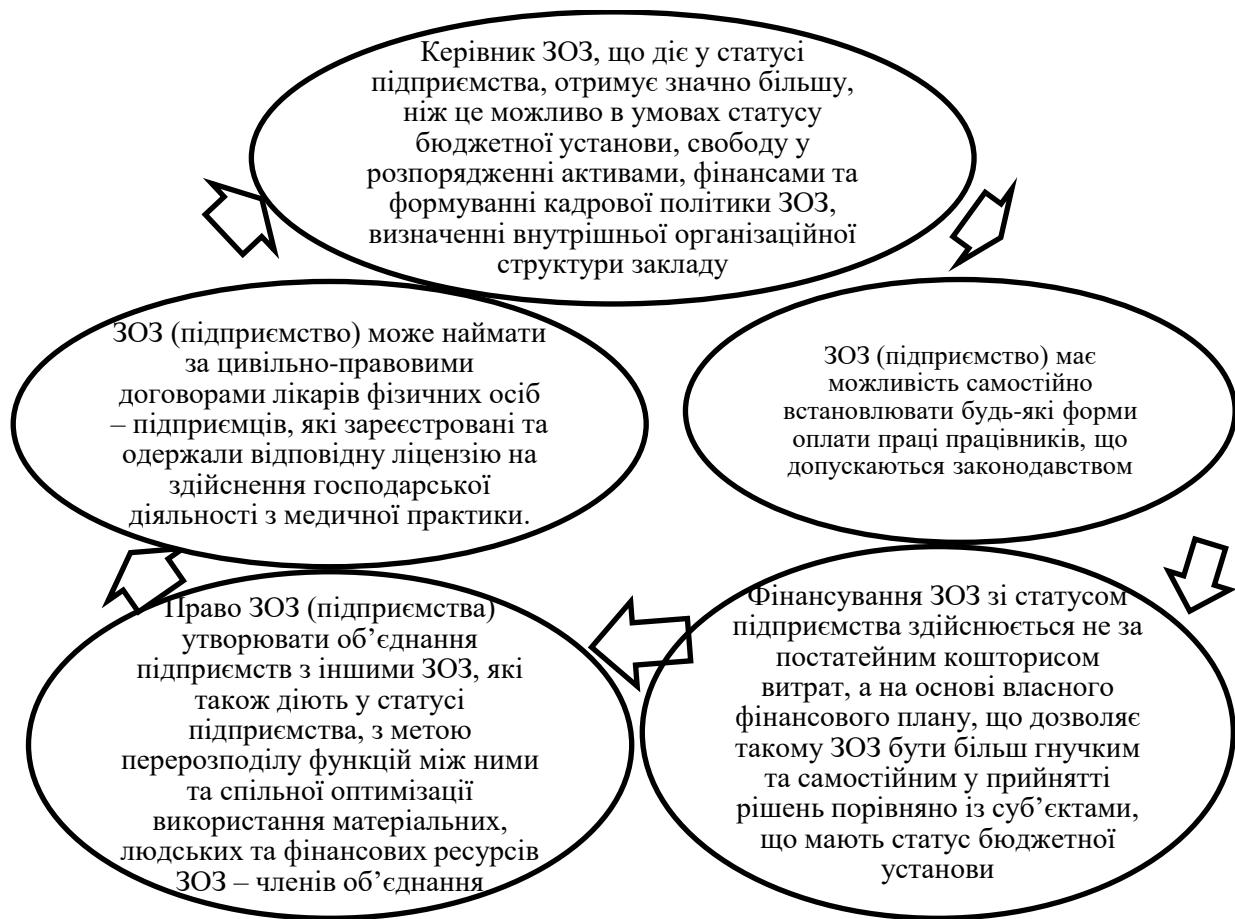 Керівник ЗОЗ, що діє у статусі
підприємства, отримує значно більшу,
ніж це можливо в умовах статусу
бюджетної установи, свободу у
розпорядженні активами, фінансами та
формуванні кадрової політики ЗОЗ,
визначенні внутрішньої організаційної
структури закладу
ЗОЗ (підприємство) має
можливість самостійно
встановлювати будь-які форми
оплати праці працівників, що
допускаються законодавством
Фінансування ЗОЗ зі статусом
підприємства здійснюється не за
постатейним кошторисом
витрат, а на основі власного
фінансового плану, що дозволяє
такому ЗОЗ бути більш гнучким
та самостійним у прийнятті
рішень порівняно із суб’єктами,
що мають статус бюджетної
установи
Право ЗОЗ (підприємства)
утворювати об’єднання
підприємств з іншими ЗОЗ, які
також діють у статусі
підприємства, з метою
перерозподілу функцій між ними
та спільної оптимізації
використання матеріальних,
людських та фінансових ресурсів
ЗОЗ – членів об’єднання
ЗОЗ (підприємство) може наймати
за цивільно-правовими
договорами лікарів фізичних осіб
– підприємців, які зареєстровані та
одержали відповідну ліцензію на
здійснення господарської
діяльності з медичної практики.